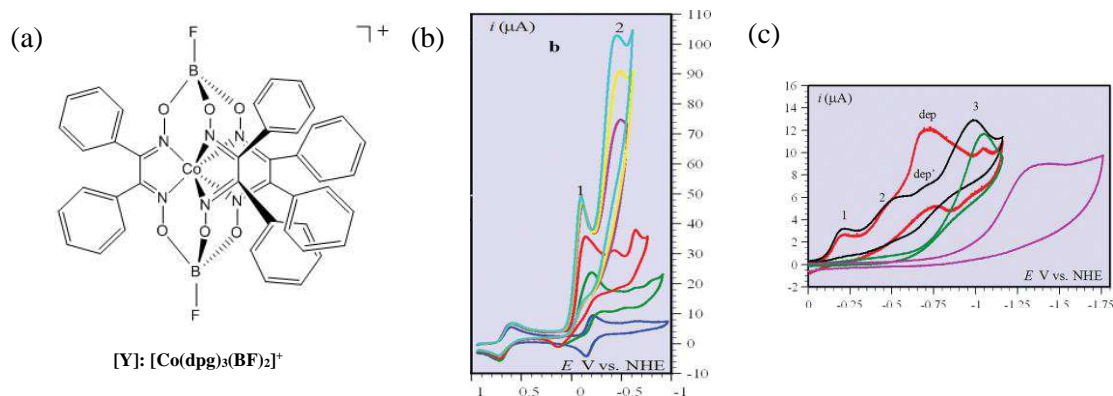 (a)
F
B
O O O
N N N
Co
N N N
O O O
B
F
⁺
[Y]: [Co(dpg)₃(BF)₂]⁺
(b)
i (µA)
b
1
2
110
100
90
80
70
60
50
40
30
20
10
0
-10
E V vs. NHE
1 0.5 0 -0.5 -1
(c)
i (µA)
16
14
12
10
8
6
4
2
0
-2
dep
3
dep'
2
1
E V vs. NHE
0 -0.25 -0.5 -0.75 -1 -1.25 -1.5 -1.75